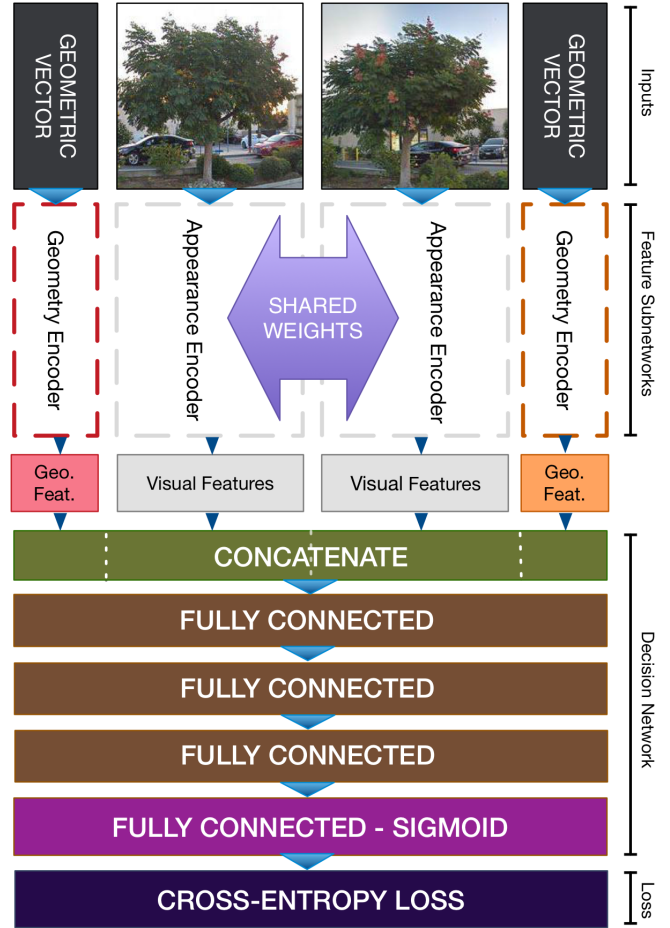 GEOMETRIC
VECTOR
GEOMETRIC
VECTOR
Inputs
Geometry Encoder
Appearance Encoder
SHARED
WEIGHTS
Appearance Encoder
Geometry Encoder
Feature Subnetworks
Geo.
Feat.
Visual Features
Visual Features
Geo.
Feat.
CONCATENATE
FULLY CONNECTED
FULLY CONNECTED
FULLY CONNECTED
FULLY CONNECTED - SIGMOID
Decision Network
CROSS-ENTROPY LOSS
Loss